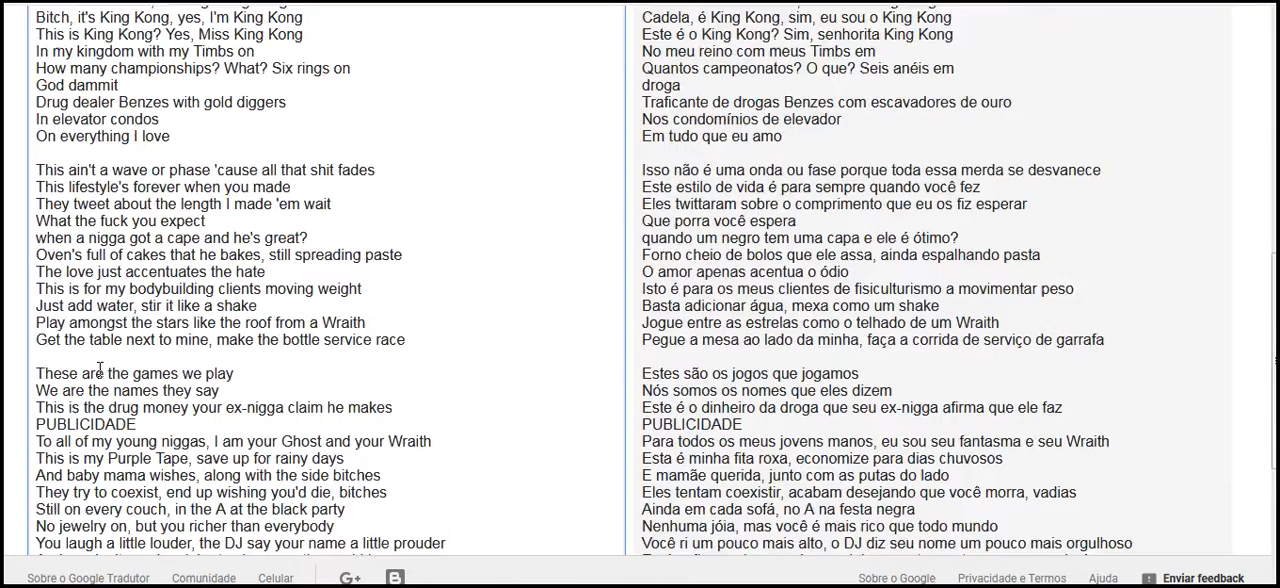 Bitch, it's King Kong, yes, I'm King Kong
This is King Kong? Yes, Miss King Kong
In my kingdom with my Timbs on
How many championships? What? Six rings on
God dammit
Drug dealer Benzes with gold diggers
In elevator condos
On everything I love
This ain't a wave or phase 'cause all that shit fades
This lifestyle's forever when you made
They tweet about the length I made 'em wait
What the fuck you expect
when a nigga got a cape and he's great?
Oven's full of cakes that he bakes, still spreading paste
The love just accentuates the hate
This is for my bodybuilding clients moving weight
Just add water, stir it like a shake
Play amongst the stars like the roof from a Wraith
Get the table next to mine, make the bottle service race
These are the games we play
We are the names they say
This is the drug money your ex-nigga claim he makes
PUBLICIDADE
To all of my young niggas, I am your Ghost and your Wraith
This is my Purple Tape, save up for rainy days
And baby mama wishes, along with the side bitches
They try to coexist, end up wishing you'd die, bitches
Still on every couch, in the A at the black party
No jewelry on, but you richer than everybody
You laugh a little louder, the DJ say your name a little prouder
Cadela, é King Kong, sim, eu sou o King Kong
Este é o King Kong? Sim, senhorita King Kong
No meu reino com meus Timbs em
Quantos campeonatos? O que? Seis anéis em
droga
Traficante de drogas Benzes com escavadores de ouro
Nos condomínios de elevador
Em tudo que eu amo
Isso não é uma onda ou fase porque toda essa merda se desvanece
Este estilo de vida é para sempre quando você fez
Eles twittaram sobre o comprimento que eu os fiz esperar
Que porra você espera
quando um negro tem uma capa e ele é ótimo?
Forno cheio de bolos que ele assa, ainda espalhando pasta
O amor apenas acentua o ódio
Isto é para os meus clientes de fisiculturismo a movimentar peso
Basta adicionar água, mexa como um shake
Jogue entre as estrelas como o telhado de um Wraith
Pegue a mesa ao lado da minha, faça a corrida de serviço de garrafa
Estes são os jogos que jogamos
Nós somos os nomes que eles dizem
Este é o dinheiro da droga que seu ex-nigga afirma que ele faz
PUBLICIDADE
Para todos os meus jovens manos, eu sou seu fantasma e seu Wraith
Esta é minha fita roxa, economize para dias chuvosos
E mamãe querida, junto com as putas do lado
Eles tentam coexistir, acabam desejando que você morra, vadias
Ainda em cada sofá, no A na festa negra
Nenhuma jóia, mas você é mais rico que todo mundo
Você ri um pouco mais alto, o DJ diz seu nome um pouco mais orgulhoso
Sobre o Google Tradutor Comunidade Celular G+ Sobre o Google Privacidade e Termos Ajuda Enviar feedback